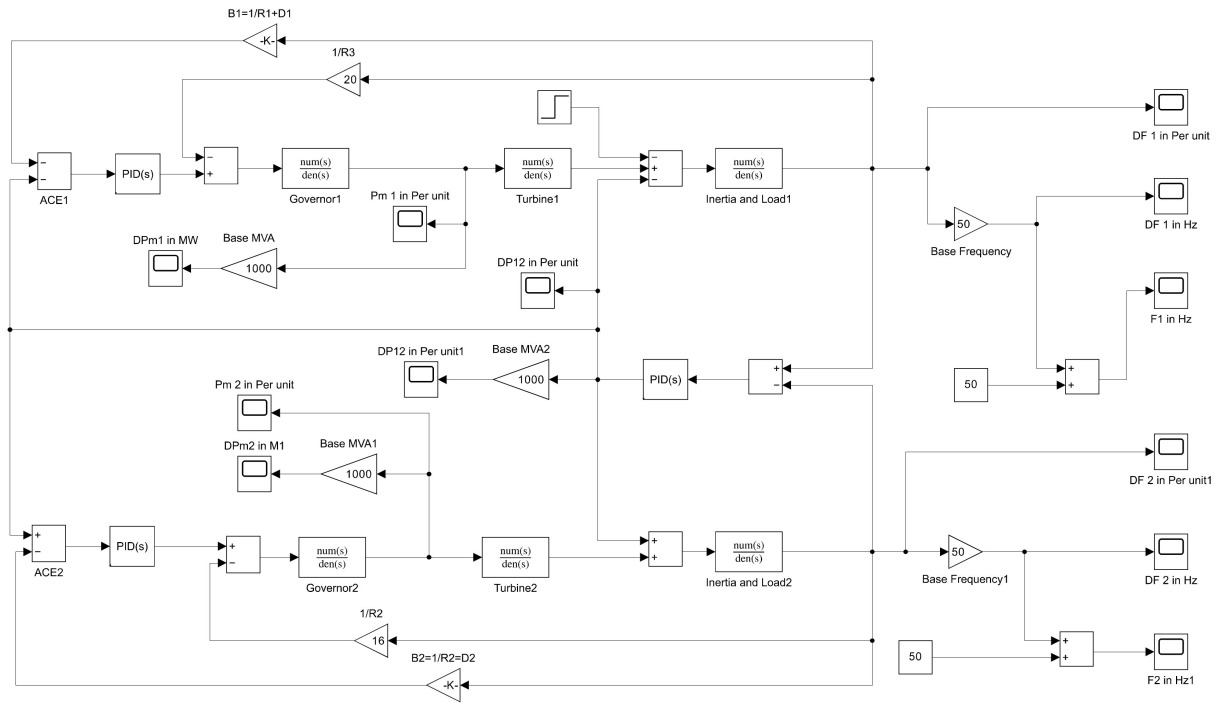 B1=1/R1+D1
-K-
1/R3
20
DF 1 in Per unit
−
−
ACE1
PID(s)
−
+
num(s)
den(s)
Governor1
num(s)
den(s)
Turbine1
−
+
−
num(s)
den(s)
Inertia and Load1
Pm 1 in Per unit
DPm1 in MW
Base MVA
1000
50
Base Frequency
DF 1 in Hz
DP12 in Per unit
F1 in Hz
DP12 in Per unit1
Base MVA2
1000
PID(s)
+
−
50
+
+
Pm 2 in Per unit
DPm2 in M1
Base MVA1
1000
DF 2 in Per unit1
+
−
ACE2
PID(s)
+
−
num(s)
den(s)
Governor2
num(s)
den(s)
Turbine2
+
+
num(s)
den(s)
Inertia and Load2
50
Base Frequency1
DF 2 in Hz
1/R2
16
B2=1/R2=D2
-K-
50
+
+
F2 in Hz1